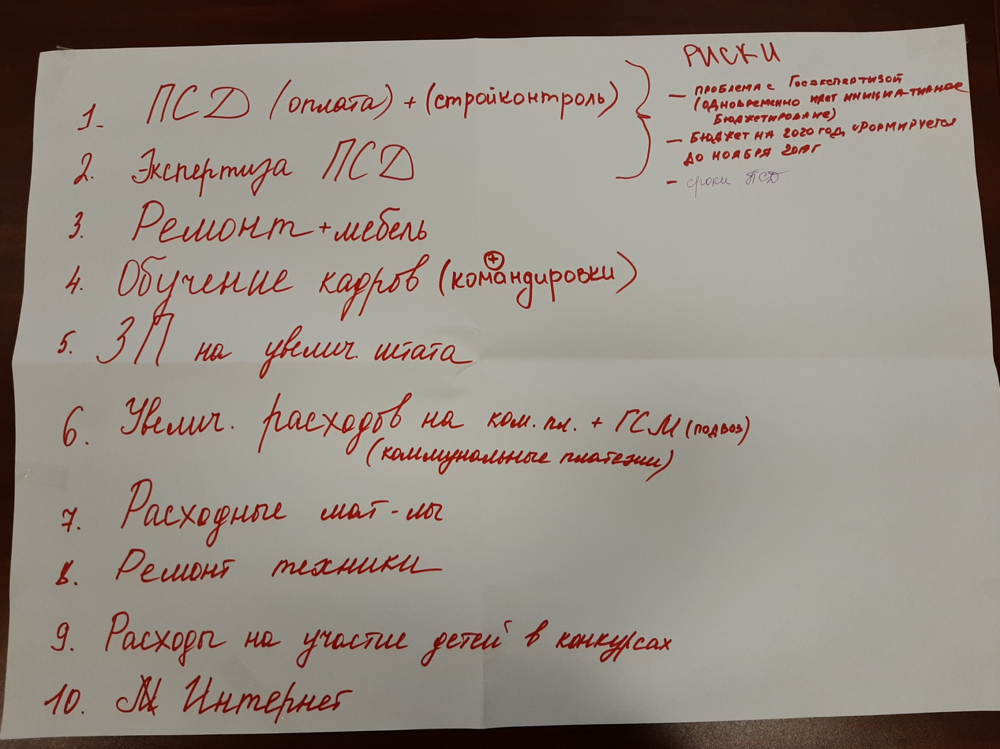 1. ПСД (оплата) + (стройконтроль)
2. Экспертиза ПСД
3. Ремонт + мебель
4. Обучение кадров (командировки)
+
5. ЗП на увелич. штата
6. Увелич. расходов на ком. пл. + ГСМ (подвоз)
(коммунальные платежи)
7. Расходные мат-лы
8. Ремонт техники
9. Расходы на участие детей в конкурсах
10. Интернет
РИСКИ
— проблема с Госэкспертизой
(одновременно идет инициативное
бюджетирование)
— Бюджет на 2020 год формируется
до ноября 2019г
- сроки ПСД